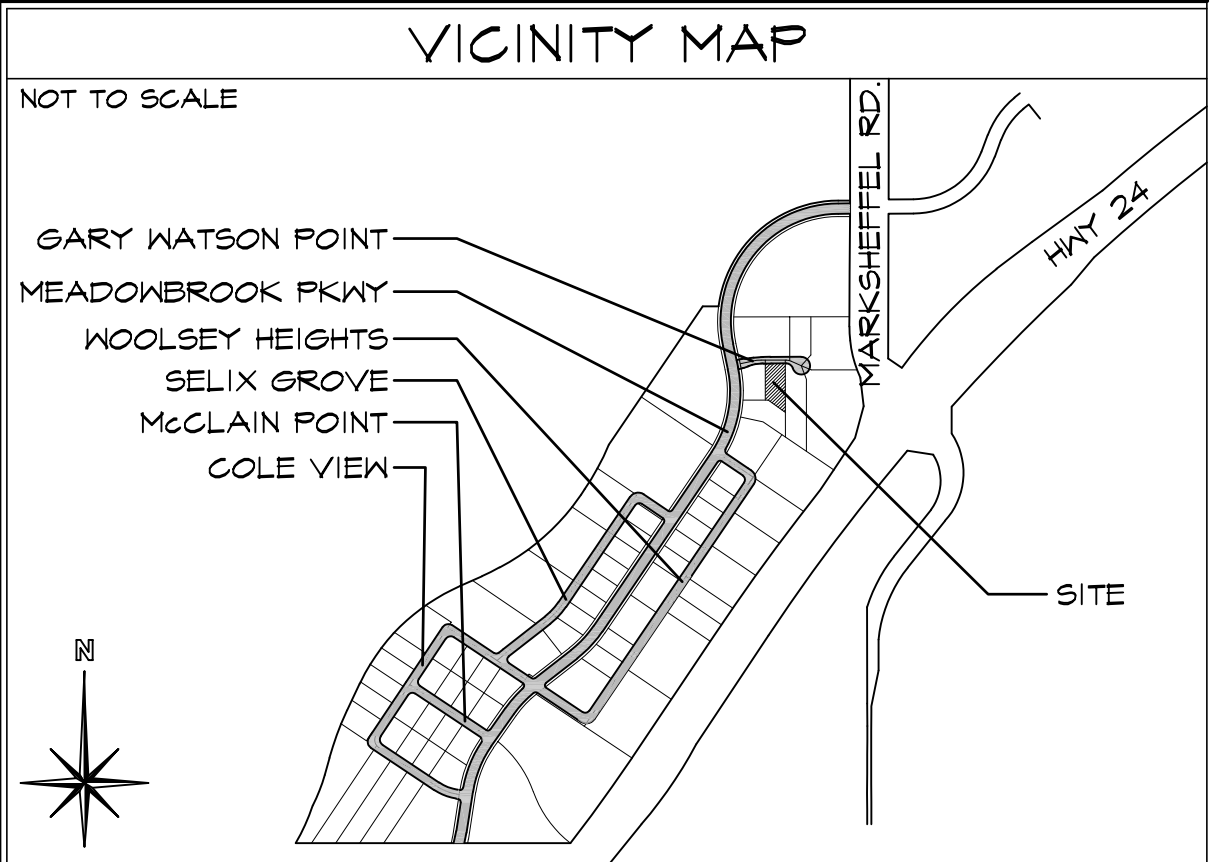 VICINITY MAP
NOT TO SCALE
MARKSHEFFEL RD.
HWY 24
GARY WATSON POINT
MEADOWBROOK PKWY
WOOLSEY HEIGHTS
SELIX GROVE
McCLAIN POINT
COLE VIEW
SITE
N